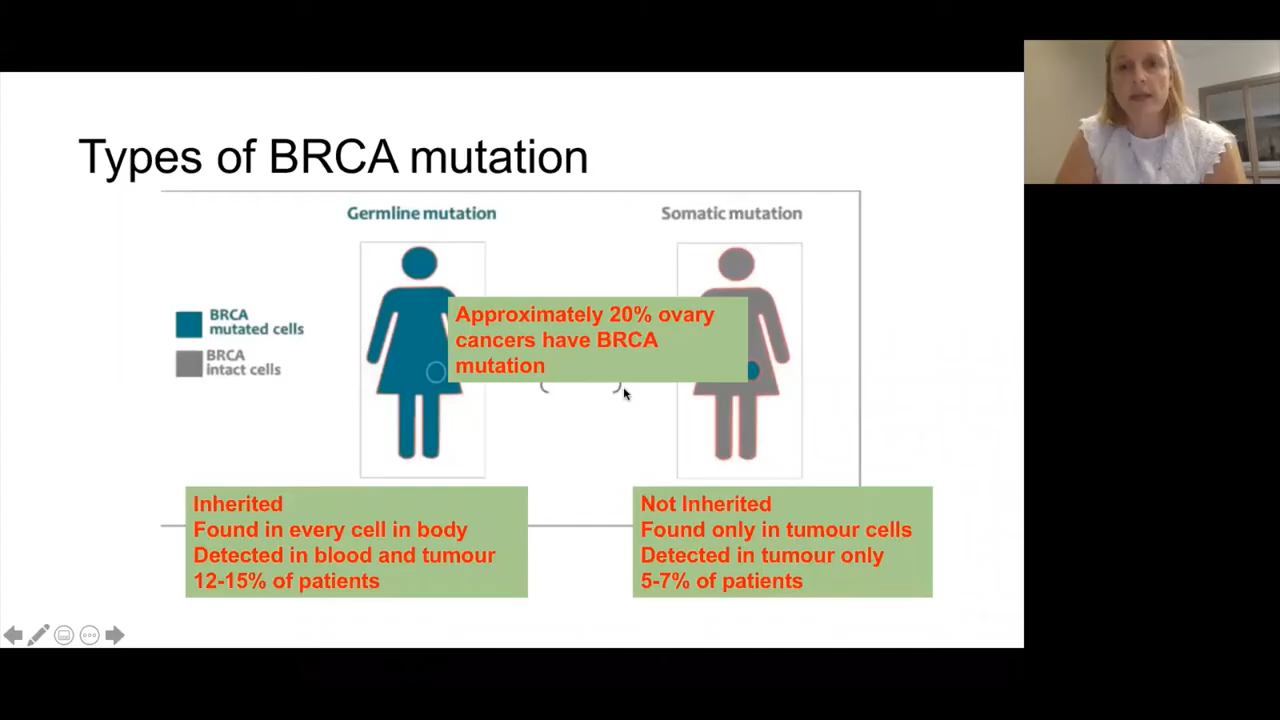 Types of BRCA mutation
Germline mutation
Somatic mutation
BRCA
mutated cells
BRCA
intact cells
Approximately 20% ovary
cancers have BRCA
mutation
Inherited
Found in every cell in body
Detected in blood and tumour
12-15% of patients
Not Inherited
Found only in tumour cells
Detected in tumour only
5-7% of patients